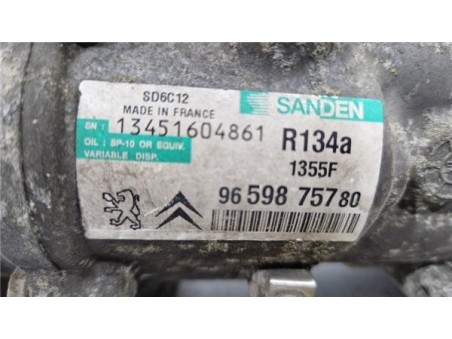 SD6C12
MADE IN FRANCE
SANDEN
SN: 13451604861
OIL : SP-10 OR EQUIV.
VARIABLE DISP.
R134a
1355F
96 598 757 80